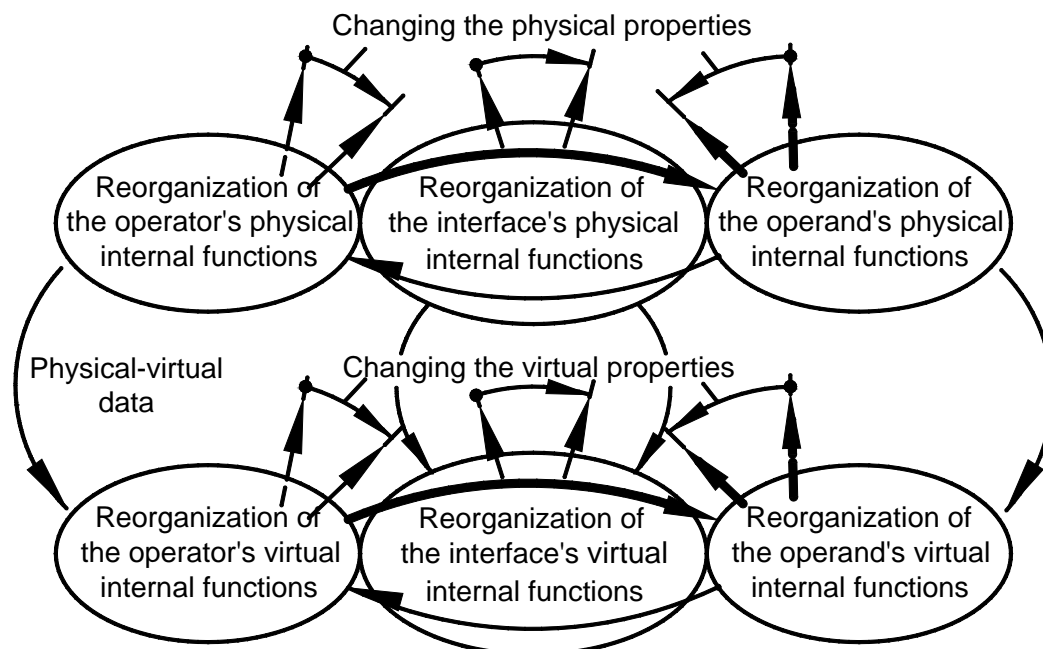 Changing the physical properties
Reorganization of
the operator's physical
internal functions
Reorganization of
the interface's physical
internal functions
Reorganization of
the operand's physical
internal functions
Physical-virtual
data
Changing the virtual properties
Reorganization of
the operator's virtual
internal functions
Reorganization of
the interface's virtual
internal functions
Reorganization of
the operand's virtual
internal functions